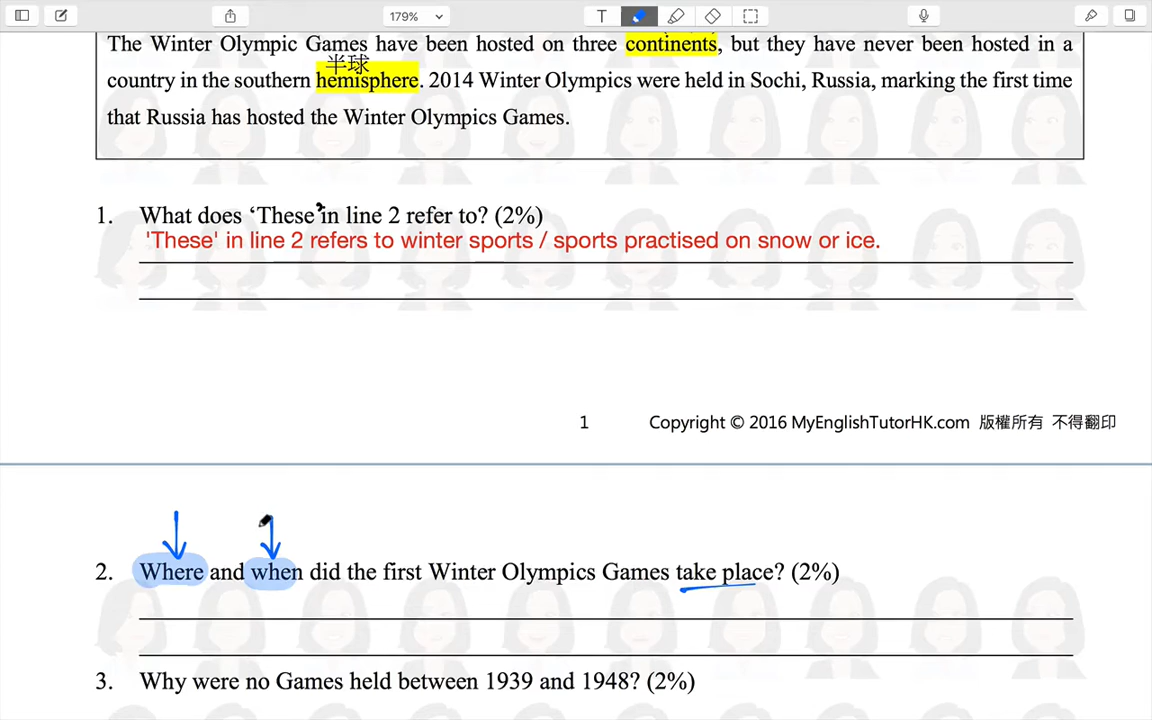 179%
T
The Winter Olympic Games have been hosted on three continents, but they have never been hosted in a
半球
country in the southern hemisphere. 2014 Winter Olympics were held in Sochi, Russia, marking the first time
that Russia has hosted the Winter Olympics Games.
1. What does ‘These’ in line 2 refer to? (2%)
'These' in line 2 refers to winter sports / sports practised on snow or ice.
1 Copyright © 2016 MyEnglishTutorHK.com 版權所有 不得翻印
2. Where and when did the first Winter Olympics Games take place? (2%)
3. Why were no Games held between 1939 and 1948? (2%)